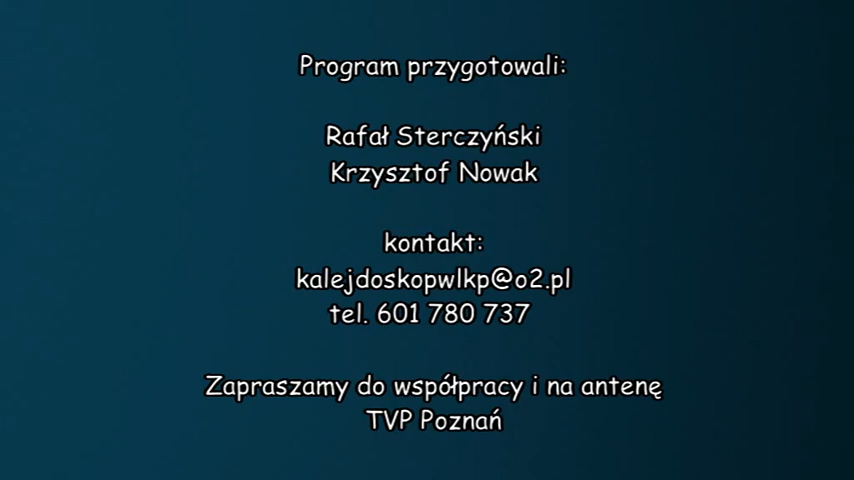 Program przygotowali:
Rafał Sterczyński
Krzysztof Nowak
kontakt:
kalejdoskopwlkp@o2.pl
tel. 601 780 737
Zapraszamy do współpracy i na antenę
TVP Poznań